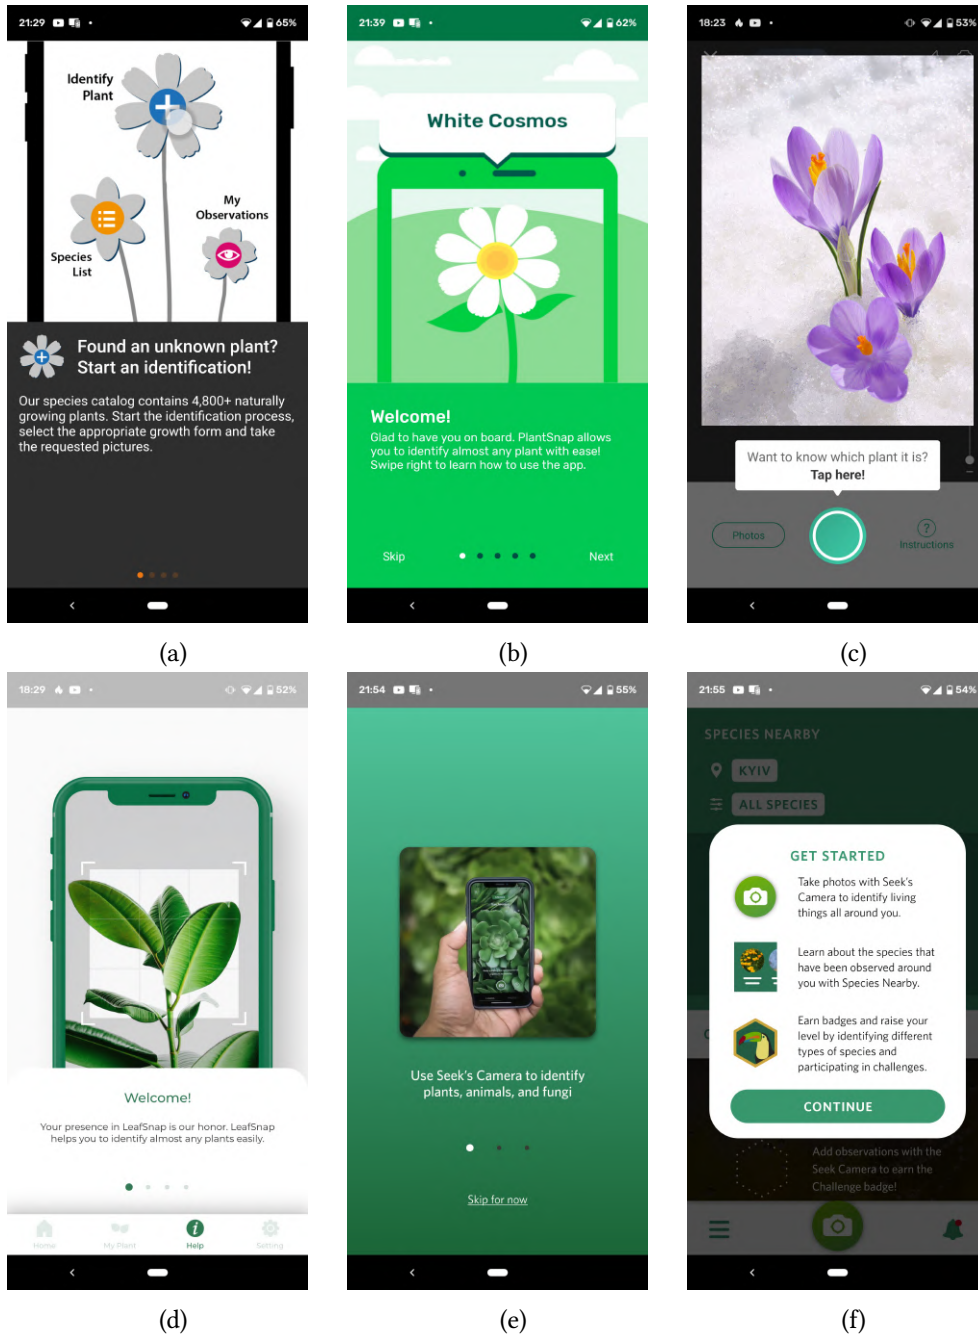 21:29
65%
Identify
Plant
My
Observations
Species
List
Found an unknown plant?
Start an identification!
Our species catalog contains 4,800+ naturally
growing plants. Start the identification process,
select the appropriate growth form and take
the requested pictures.
(a)
21:39
62%
White Cosmos
Welcome!
Glad to have you on board. PlantSnap allows
you to identify almost any plant with ease!
Swipe right to learn how to use the app.
Skip
Next
(b)
18:23
53%
Want to know which plant it is?
Tap here!
Photos
Instructions
(c)
18:29
52%
Welcome!
Your presence in LeafSnap is our honor. LeafSnap
helps you to identify almost any plants easily.
Home
My Plant
Help
Setting
(d)
21:54
55%
Use Seek's Camera to identify
plants, animals, and fungi
Skip for now
(e)
21:55
54%
SPECIES NEARBY
KYIV
ALL SPECIES
GET STARTED
Take photos with Seek's
Camera to identify living
things all around you.
Learn about the species that
have been observed around
you with Species Nearby.
Earn badges and raise your
level by identifying different
types of species and
participating in challenges.
CONTINUE
Add observations with the
Seek Camera to earn the
Challenge badge!
(f)